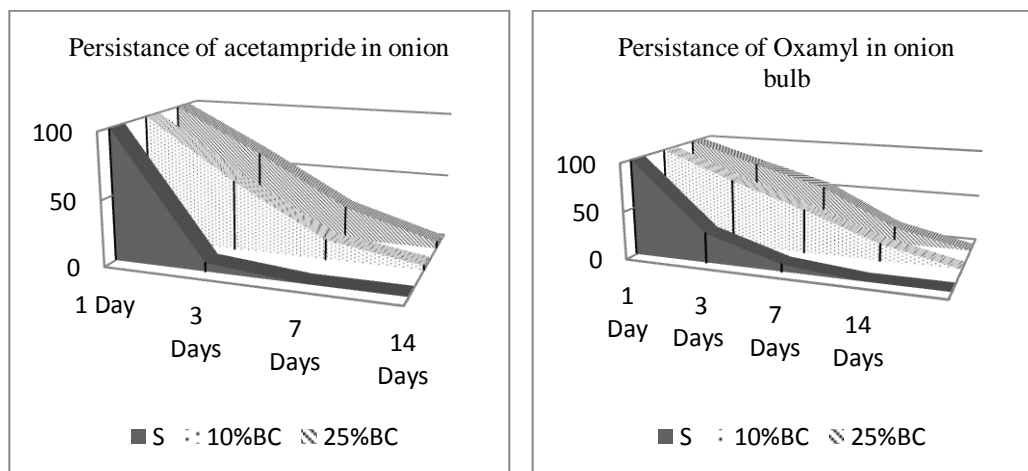 Persistance of acetampride in onion
100
50
0
1 Day
3
Days
7
Days
14
Days
S 10%BC 25%BC
Persistance of Oxamyl in onion
bulb
100
50
0
1
Day
3
Days
7
Days
14
Days
S 10%BC 25%BC